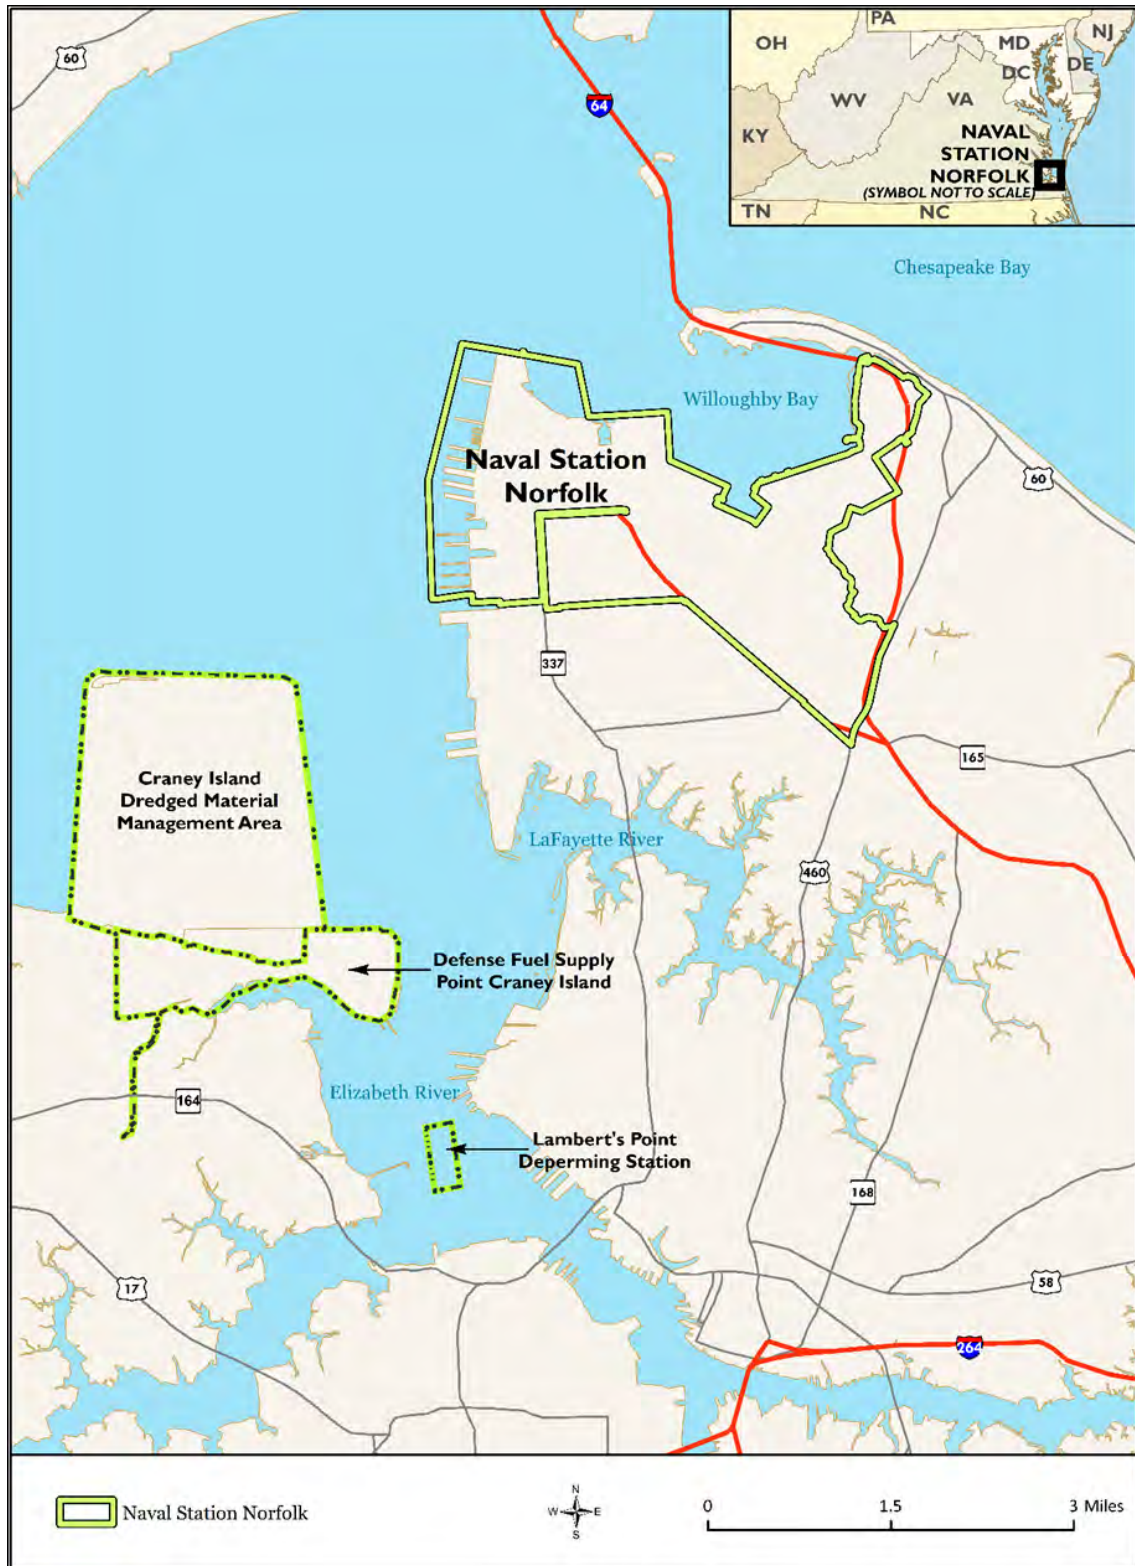 60
64
PA
OH
NJ
MD
DE
DC
WV
VA
KY
NAVAL
STATION
NORFOLK
(SYMBOL NOT TO SCALE)
TN
NC
Chesapeake Bay
Willoughby Bay
Naval Station
Norfolk
60
337
165
Craney Island
Dredged Material
Management Area
LaFayette River
460
Defense Fuel Supply
Point Craney Island
Elizabeth River
164
Lambert's Point
Deperming Station
168
17
58
264
Naval Station Norfolk
N
W
E
S
0
1.5
3 Miles